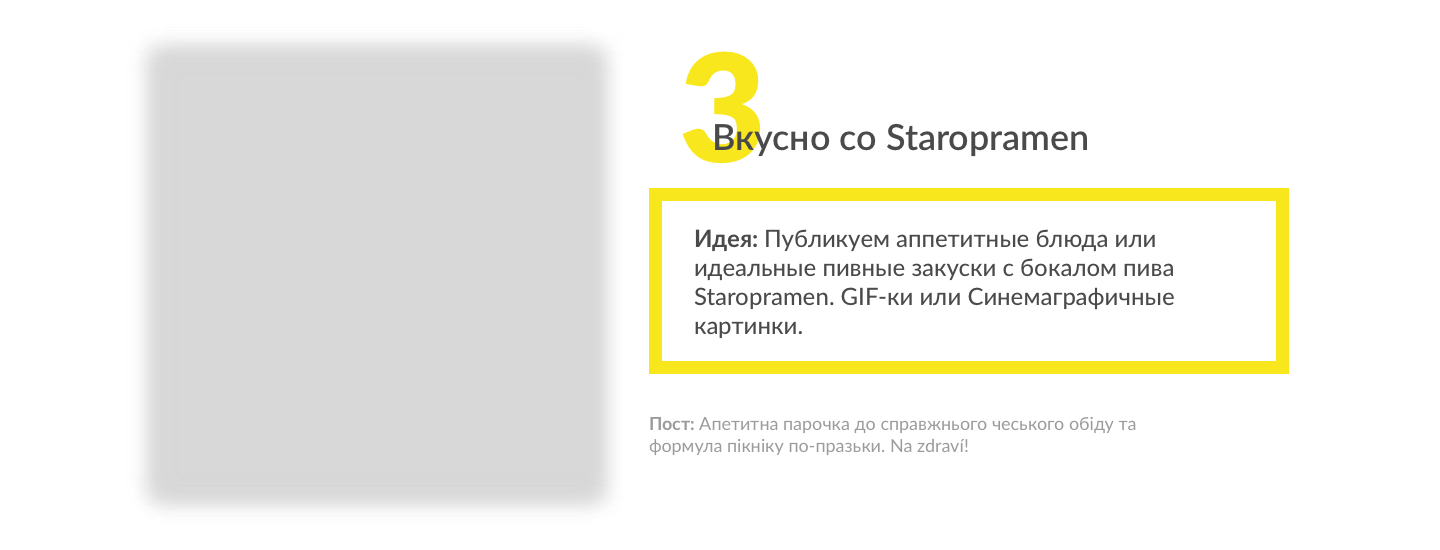 3
Вкусно со Staropramen
Идея: Публикуем аппетитные блюда или
идеальные пивные закуски с бокалом пива
Staropramen. GIF-ки или Синемаграфичные
картинки.
Пост: Апетитна парочка до справжнього чеського обіду та
формула пікніку по-празьки. Na zdraví!